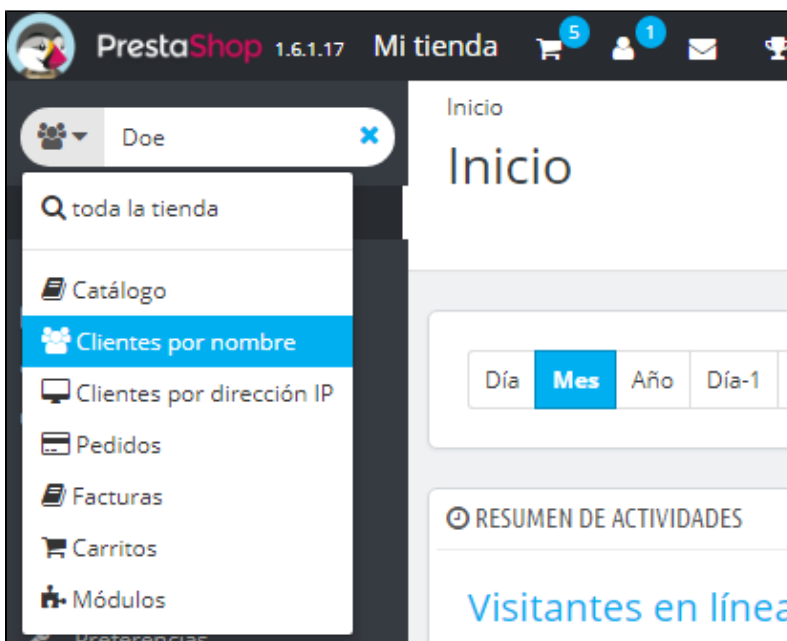 PrestaShop 1.6.1.17 Mi tienda 5 1
Doe
toda la tienda
Catálogo
Clientes por nombre
Clientes por dirección IP
Pedidos
Facturas
Carritos
Módulos
Preferencias
Inicio
Inicio
Día Mes Año Día-1
RESUMEN DE ACTIVIDADES
Visitantes en línea